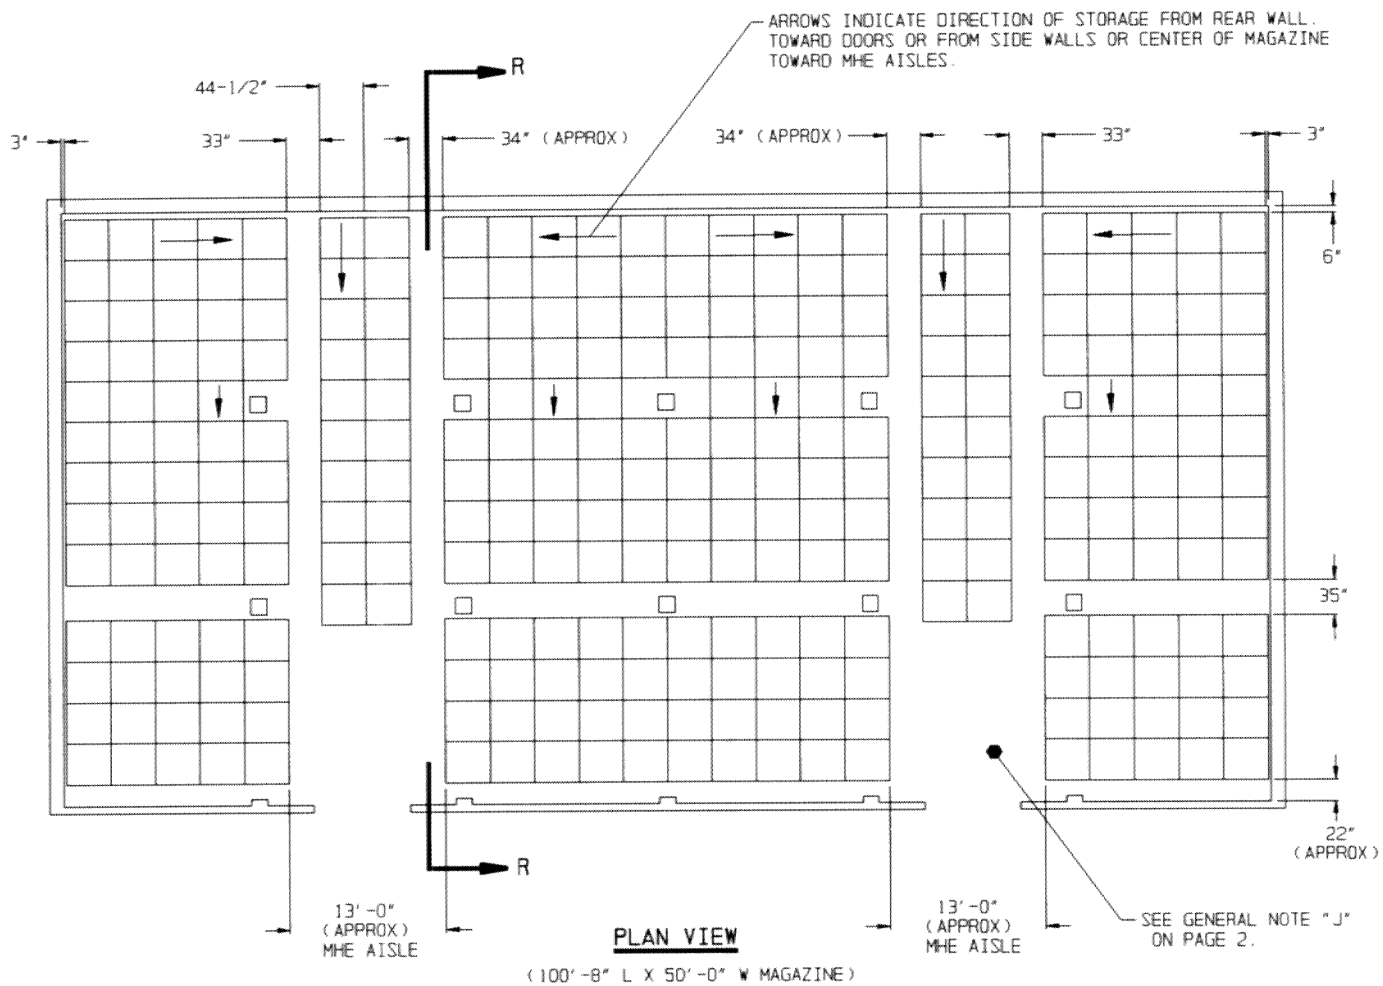 ARROWS INDICATE DIRECTION OF STORAGE FROM REAR WALL.
TOWARD DOORS OR FROM SIDE WALLS OR CENTER OF MAGAZINE
TOWARD MHE AISLES.
R
44-1/2"
3"
33"
34" (APPROX)
34" (APPROX)
33"
3"
6"
35"
22"
(APPROX)
R
13'-0"
(APPROX)
MHE AISLE
PLAN VIEW
(100'-8" L X 50'-0" W MAGAZINE)
13'-0"
(APPROX)
MHE AISLE
SEE GENERAL NOTE "J"
ON PAGE 2.